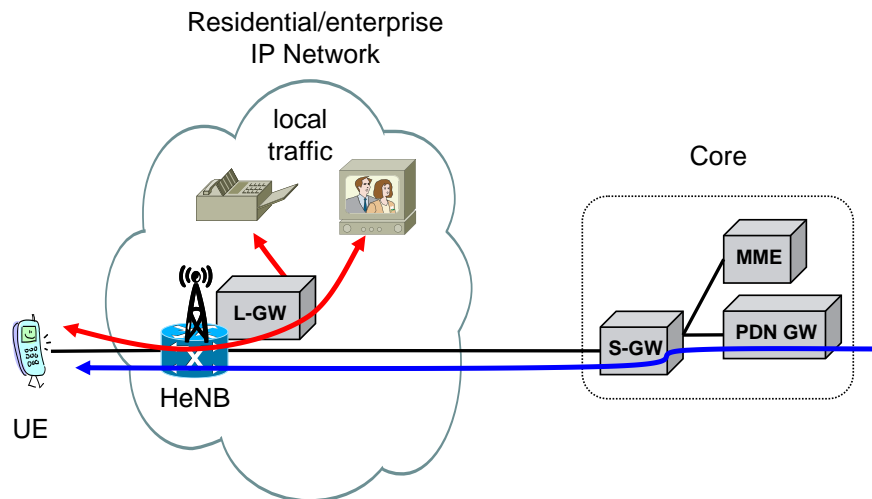 Residential/enterprise
IP Network
local
traffic
Core
MME
L-GW
PDN GW
S-GW
HeNB
UE